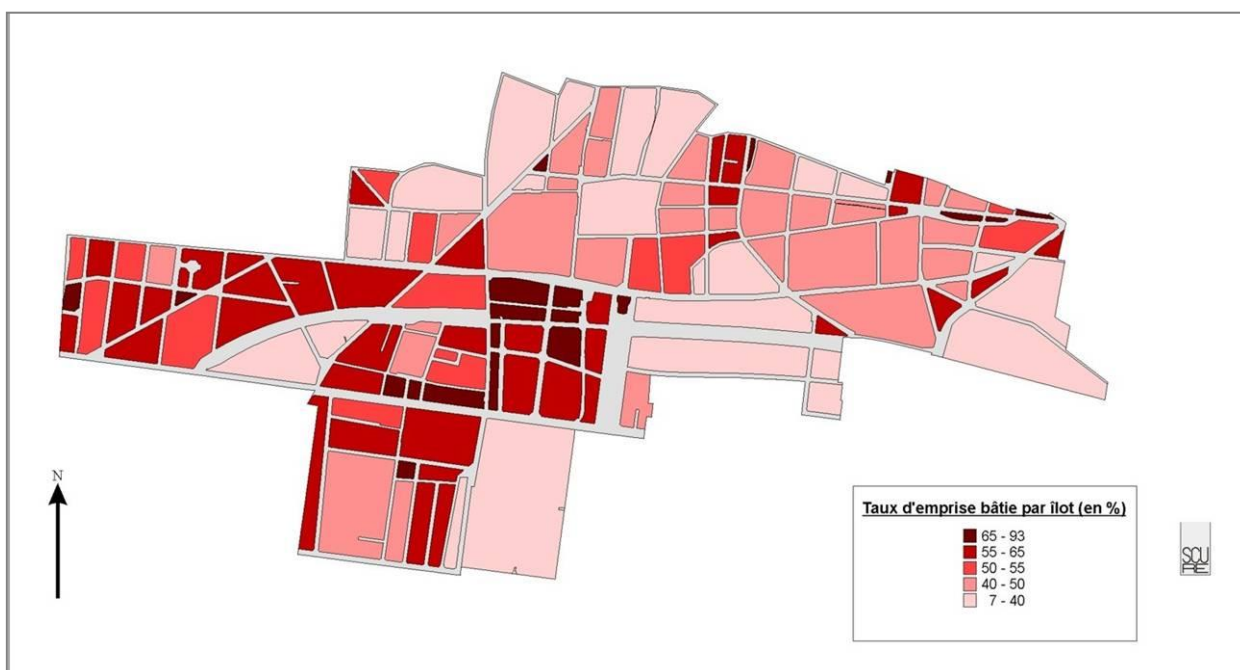 N
Taux d'emprise bâtie par îlot (en %)
65 - 93
55 - 65
50 - 55
40 - 50
7 - 40
SCU
RE